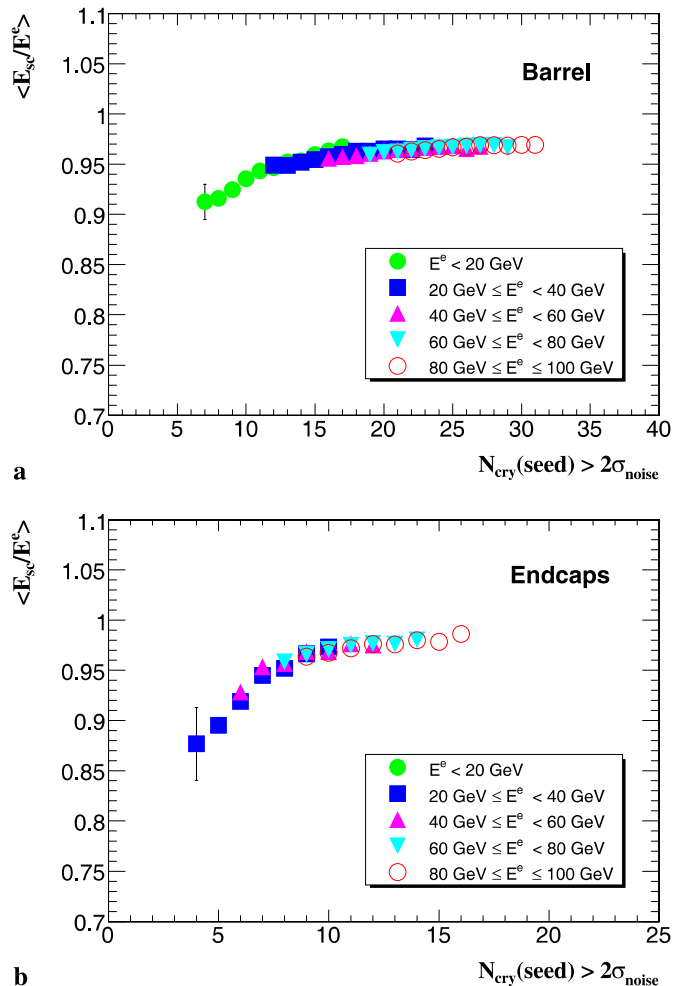 <E_sc/E^e>
1.1
1.05
1
0.95
0.9
0.85
0.8
0.75
0.7
Barrel
E^e < 20 GeV
20 GeV ≤ E^e < 40 GeV
40 GeV ≤ E^e < 60 GeV
60 GeV ≤ E^e < 80 GeV
80 GeV ≤ E^e ≤ 100 GeV
0 5 10 15 20 25 30 35 40
a
N_cry(seed) > 2σ_noise
<E_sc/E^e>
1.1
1.05
1
0.95
0.9
0.85
0.8
0.75
0.7
Endcaps
E^e < 20 GeV
20 GeV ≤ E^e < 40 GeV
40 GeV ≤ E^e < 60 GeV
60 GeV ≤ E^e < 80 GeV
80 GeV ≤ E^e ≤ 100 GeV
0 5 10 15 20 25
b
N_cry(seed) > 2σ_noise